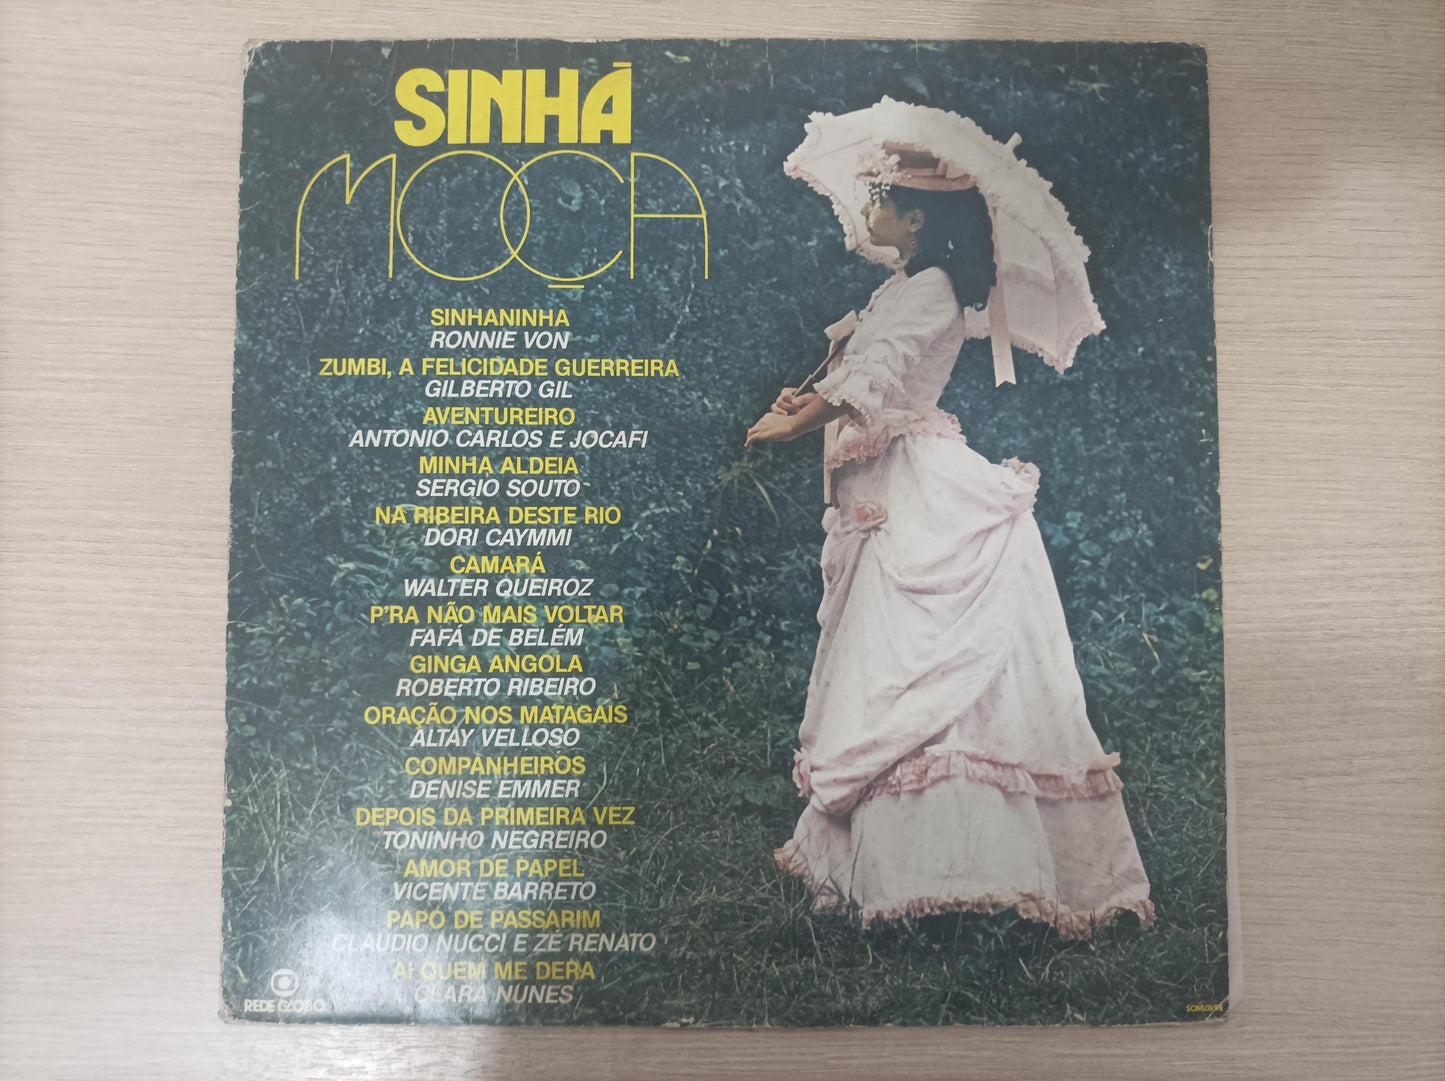 SINHÁ
MOÇA
SINHANINHA
RONNIE VON
ZUMBI, A FELICIDADE GUERREIRA
GILBERTO GIL
AVENTUREIRO
ANTONIO CARLOS E JOCAFI
MINHA ALDEIA
SERGIO SOUTO
NA RIBEIRA DESTE RIO
DORI CAYMMI
CAMARÁ
WALTER QUEIROZ
P'RA NÃO MAIS VOLTAR
FAFÁ DE BELÉM
GINGA ANGOLA
ROBERTO RIBEIRO
ORAÇÃO NOS MATAGAIS
ALTAY VELLOSO
COMPANHEIROS
DENISE EMMER
DEPOIS DA PRIMEIRA VEZ
TONINHO NEGREIRO
AMOR DE PAPEL
VICENTE BARRETO
PAPO DE PASSARIM
CLAUDIO NUCCI E ZÉ RENATO
AI QUEM ME DERA
CLARA NUNES
REDE GLOBO
SOM LIVRE